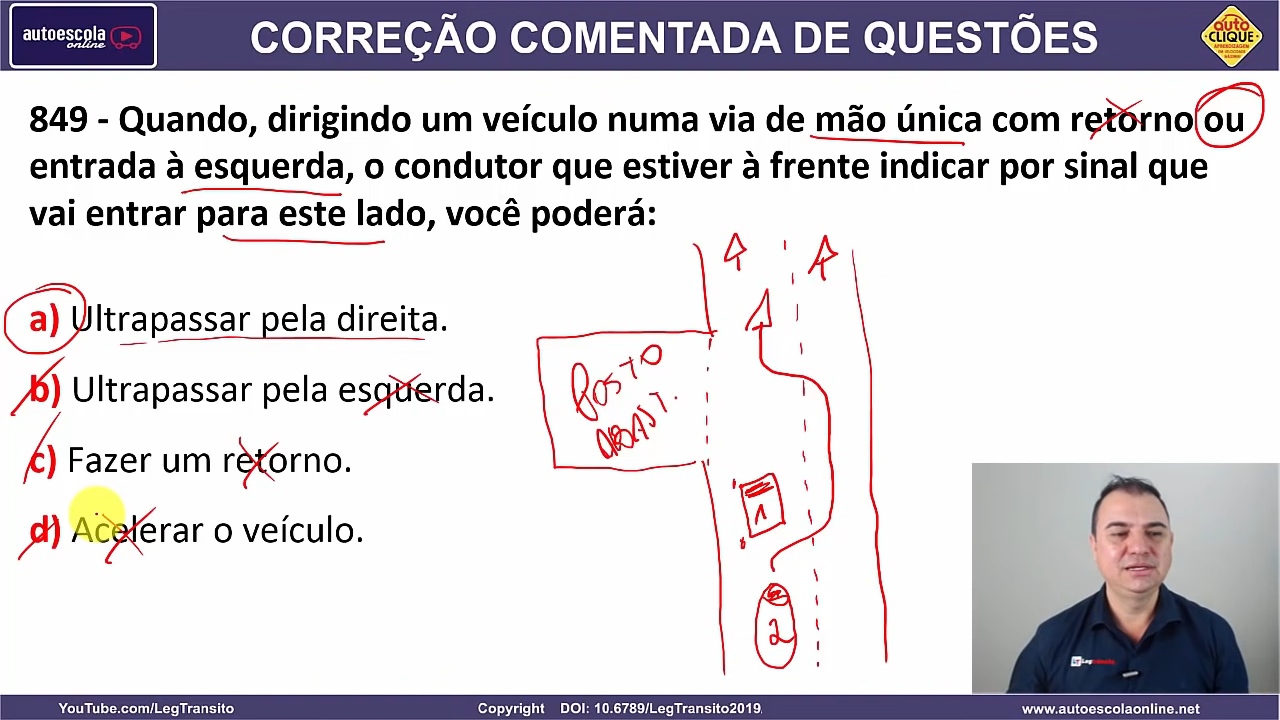 autoescola
online
CORREÇÃO COMENTADA DE QUESTÕES
auto
CLIQUE
849 - Quando, dirigindo um veículo numa via de mão única com retorno ou
entrada à esquerda, o condutor que estiver à frente indicar por sinal que
vai entrar para este lado, você poderá:
a) Ultrapassar pela direita.
b) Ultrapassar pela esquerda.
c) Fazer um retorno.
d) Acelerar o veículo.
POSTO
ABAST.
1
2
Legtrânsito
YouTube.com/LegTransito
Copyright DOI: 10.6789/LegTransito2019.
www.autoescolaonline.net